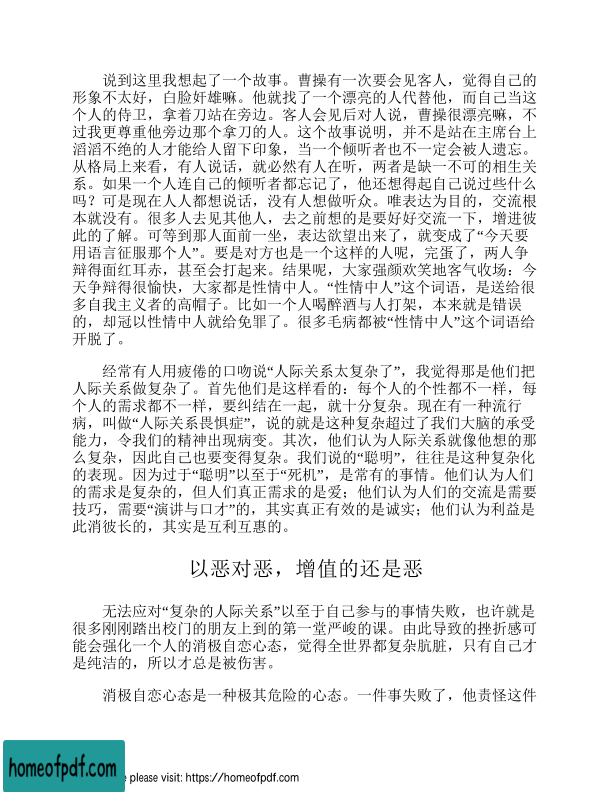 说到这里我想起了一个故事。曹操有一次要会见客人，觉得自己的
形象不太好，白脸奸雄嘛。他就找了一个漂亮的人代替他，而自己当这
个人的侍卫，拿着刀站在旁边。客人会见后对人说，曹操很漂亮嘛，不
过我更尊重他旁边那个拿刀的人。这个故事说明，并不是站在主席台上
滔滔不绝的人才能给人留下印象，当一个倾听者也不一定会被人遗忘。
从格局上来看，有人说话，就必然有人在听，两者是缺一不可的相生关
系。如果一个人连自己的倾听者都忘记了，他还想得起自己说过些什么
吗？可是现在人人都想说话，没有人想做听众。唯表达为目的，交流根
本就没有。很多人去见其他人，去之前想的是要好好交流一下，增进彼
此的了解。可等到那人面前一坐，表达欲望出来了，就变成了“今天要
用语言征服那个人”。要是对方也是一个这样的人呢，完蛋了，两人争
辩得面红耳赤，甚至会打起来。结果呢，大家强颜欢笑地客气收场：今
天争辩得很愉快，大家都是性情中人。“性情中人”这个词语，是送给很
多自我主义者的高帽子。比如一个人喝醉酒与人打架，本来就是错误
的，却冠以性情中人就给免罪了。很多毛病都被“性情中人”这个词语给
开脱了。
经常有人用疲倦的口吻说“人际关系太复杂了”，我觉得那是他们把
人际关系做复杂了。首先他们是这样看的：每个人的个性都不一样，每
个人的需求都不一样，要纠结在一起，就十分复杂。现在有一种流行
病，叫做“人际关系畏惧症”，说的就是这种复杂超过了我们大脑的承受
能力，令我们的精神出现病变。其次，他们认为人际关系就像他想的那
么复杂，因此自己也要变得复杂。我们说的“聪明”，往往是这种复杂化
的表现。因为过于“聪明”以至于“死机”，是常有的事情。他们认为人们
的需求是复杂的，但人们真正需求的是爱；他们认为人们的交流是需要
技巧，需要“演讲与口才”的，其实真正有效的是诚实；他们认为利益是
此消彼长的，其实是互利互惠的。
以恶对恶，增值的还是恶
无法应对“复杂的人际关系”以至于自己参与的事情失败，也许就是
很多刚刚踏出校门的朋友上到的第一堂严峻的课。由此导致的挫折感可
能会强化一个人的消极自恋心态，觉得全世界都复杂肮脏，只有自己才
是纯洁的，所以才总是被伤害。
消极自恋心态是一种极其危险的心态。一件事失败了，他责怪这件
homeofpdf.com
please visit: https://homeofpdf.com